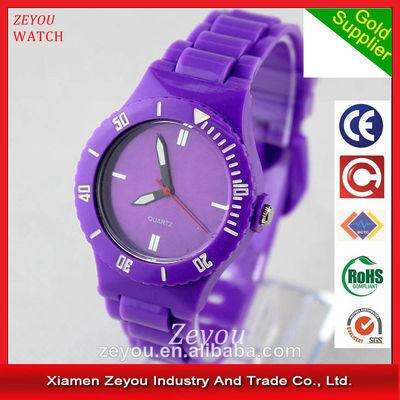 ZEYOU
WATCH
Gold
Supplier
50
10
40
20
30
QUARTZ
CE
C
RoHS
COMPLIANT
Zeyou
zeyou.en.alibaba.com
Xiamen Zeyou Industry And Trade Co., Ltd.